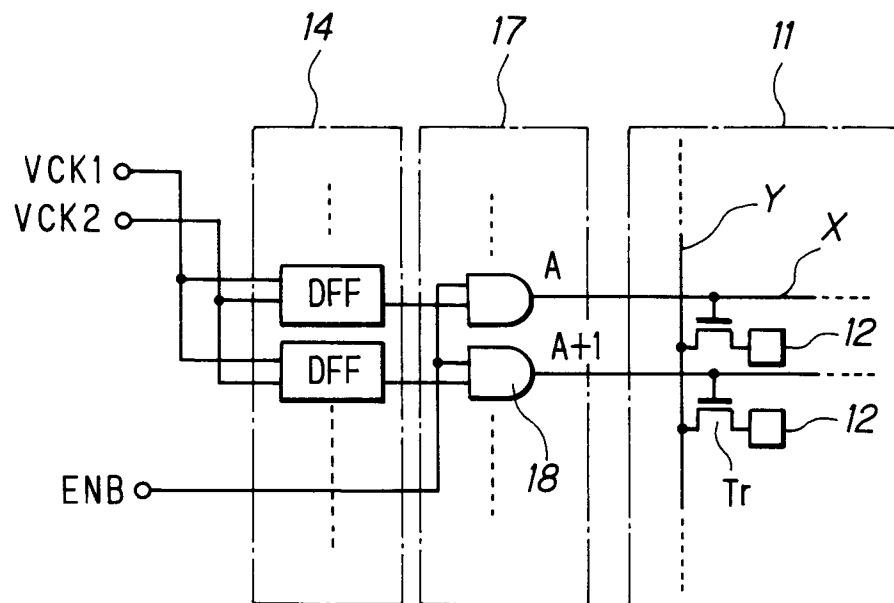 14 17 11
VCK1
VCK2
Y
X
DFF A
12
DFF A+1
12
18 Tr
ENB